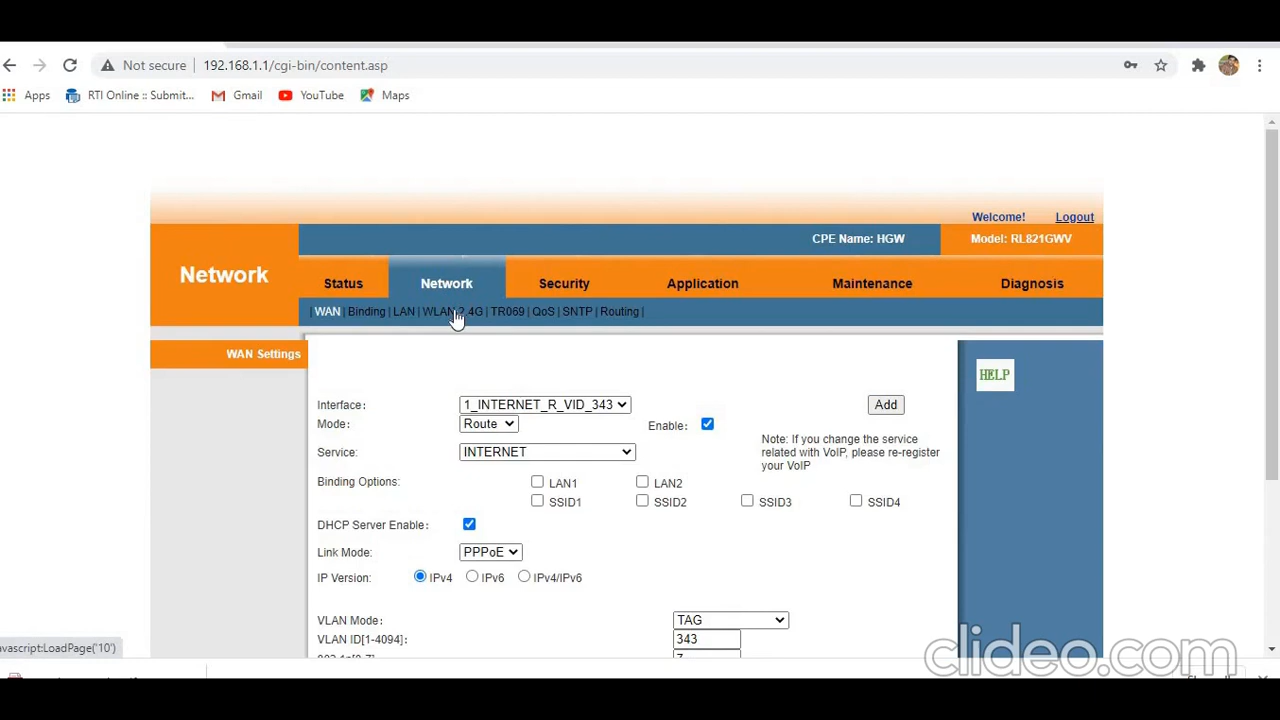 Not secure 192.168.1.1/cgi-bin/content.asp
Apps RTI Online :: Submit... Gmail YouTube Maps
Welcome! Logout
CPE Name: HGW Model: RL821GWV
Network
Status Network Security Application Maintenance Diagnosis
| WAN | Binding | LAN | WLAN 2.4G | TR069 | QoS | SNTP | Routing |
WAN Settings
HELP
Interface: 1_INTERNET_R_VID_343 Add
Mode: Route Enable:
Note: If you change the service
related with VoIP, please re-register
your VoIP
Service: INTERNET
Binding Options: LAN1 LAN2
SSID1 SSID2 SSID3 SSID4
DHCP Server Enable:
Link Mode: PPPoE
IP Version: IPv4 IPv6 IPv4/IPv6
VLAN Mode: TAG
VLAN ID[1-4094]: 343
avascript:LoadPage('10')
clideo.com